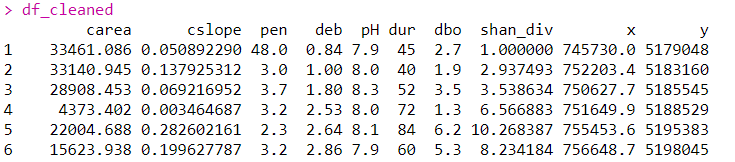 > df_cleaned
carea cslope pen deb pH dur dbo shan_div x y
1 33461.086 0.050892290 48.0 0.84 7.9 45 2.7 1.000000 745730.0 5179048
2 33140.945 0.137925312 3.0 1.00 8.0 40 1.9 2.937493 752203.4 5183160
3 28908.453 0.069216952 3.7 1.80 8.3 52 3.5 3.538634 750627.7 5185545
4 4373.402 0.003464687 3.2 2.53 8.0 72 1.3 6.566883 751649.9 5188529
5 22004.688 0.282602161 2.3 2.64 8.1 84 6.2 10.268387 755453.6 5195383
6 15623.938 0.199627787 3.2 2.86 7.9 60 5.3 8.234184 756648.7 5198045